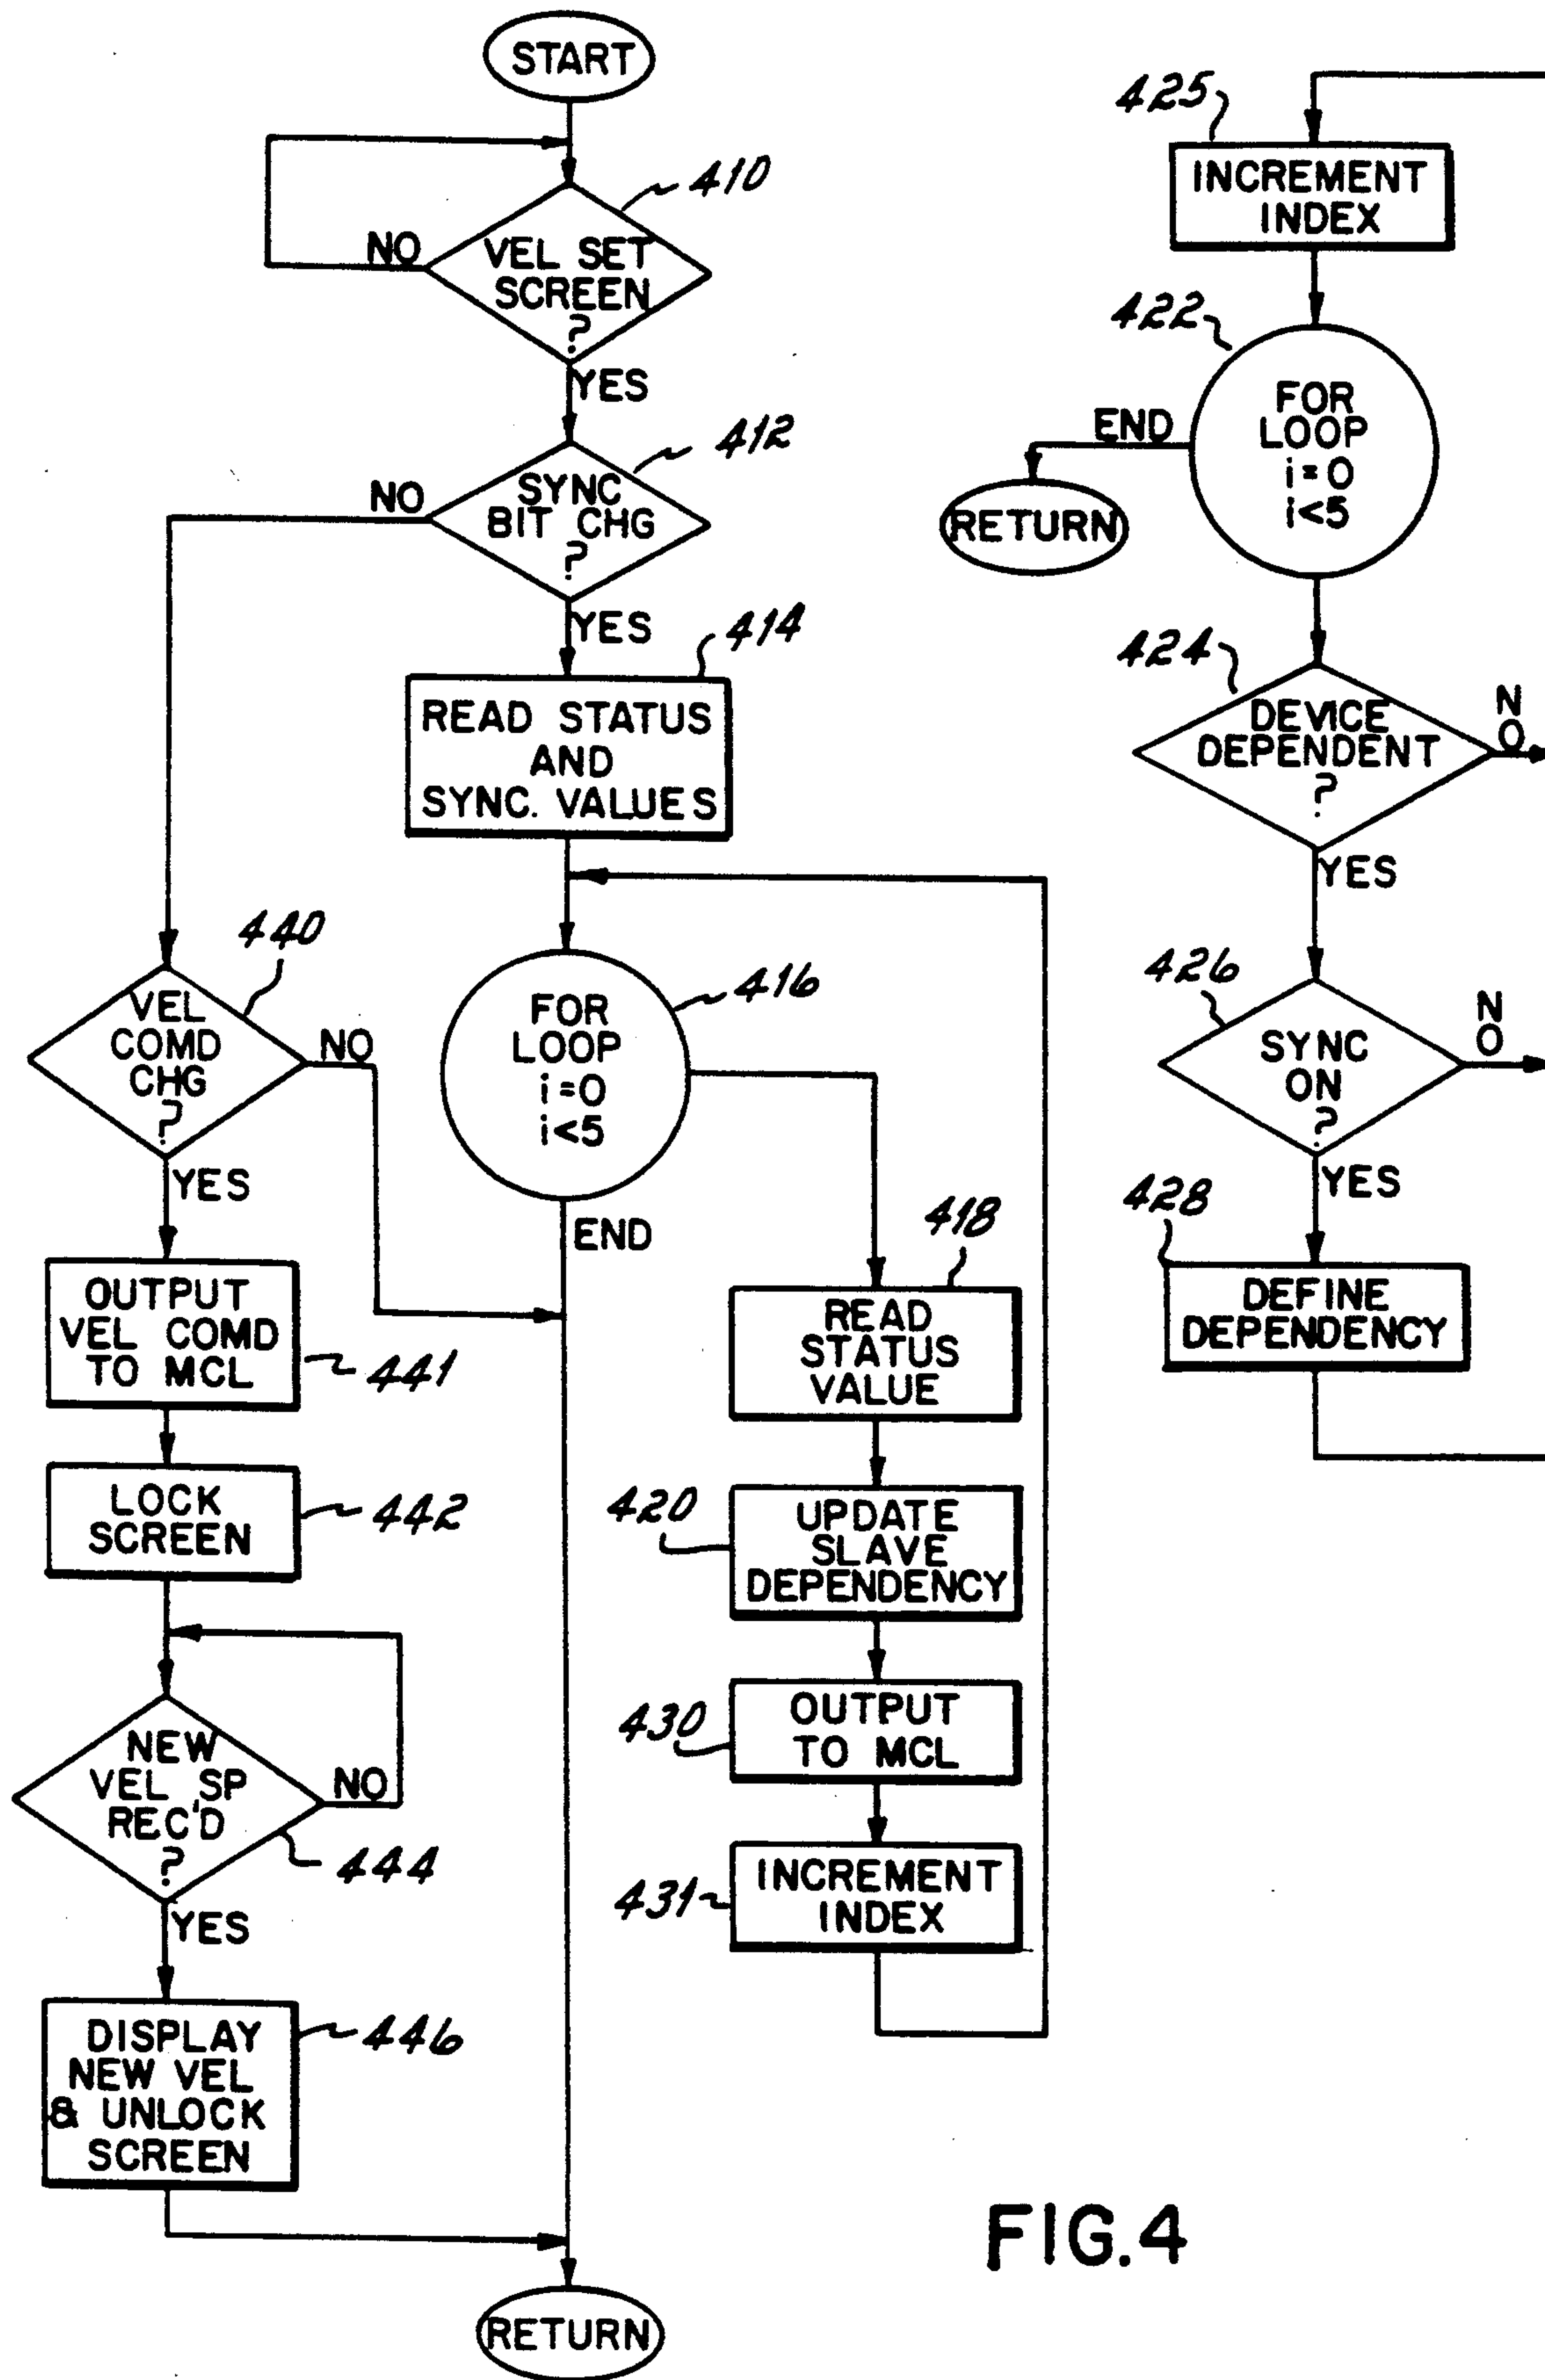 START
410
NO
VEL SET
SCREEN
?
YES
412
NO
SYNC
BIT CHG
?
YES
414
READ STATUS
AND
SYNC. VALUES
440
VEL
COMD
CHG
?
NO
YES
416
FOR
LOOP
i=0
i<5
END
OUTPUT
VEL COMD
TO MCL
441
LOCK
SCREEN
442
NEW
VEL SP
REC'D
?
NO
444
YES
DISPLAY
NEW VEL
& UNLOCK
SCREEN
446
RETURN
418
READ
STATUS
VALUE
420
UPDATE
SLAVE
DEPENDENCY
430
OUTPUT
TO MCL
431
INCREMENT
INDEX
425
INCREMENT
INDEX
422
FOR
LOOP
i=0
i<5
END
RETURN
424
DEVICE
DEPENDENT
?
N
O
YES
426
SYNC
ON
?
N
O
YES
428
DEFINE
DEPENDENCY
FIG.4